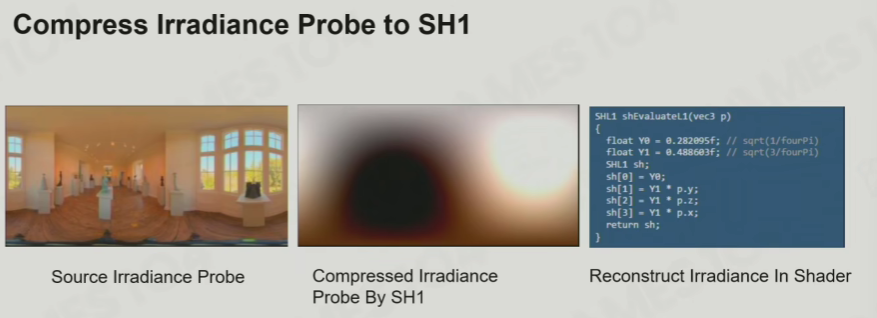 Compress Irradiance Probe to SH1
SHL1 shEvaluateL1(vec3 p)
{
float Y0 = 0.282095f; // sqrt(1/fourPi)
float Y1 = 0.488603f; // sqrt(3/fourPi)
SHL1 sh;
sh[0] = Y0;
sh[1] = Y1 * p.y;
sh[2] = Y1 * p.z;
sh[3] = Y1 * p.x;
return sh;
}
Source Irradiance Probe
Compressed Irradiance
Probe By SH1
Reconstruct Irradiance In Shader